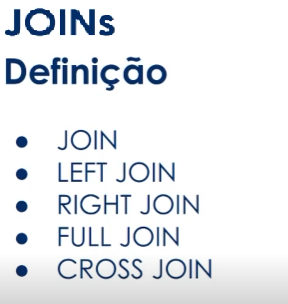 JOINs
Definição
● JOIN
● LEFT JOIN
● RIGHT JOIN
● FULL JOIN
● CROSS JOIN